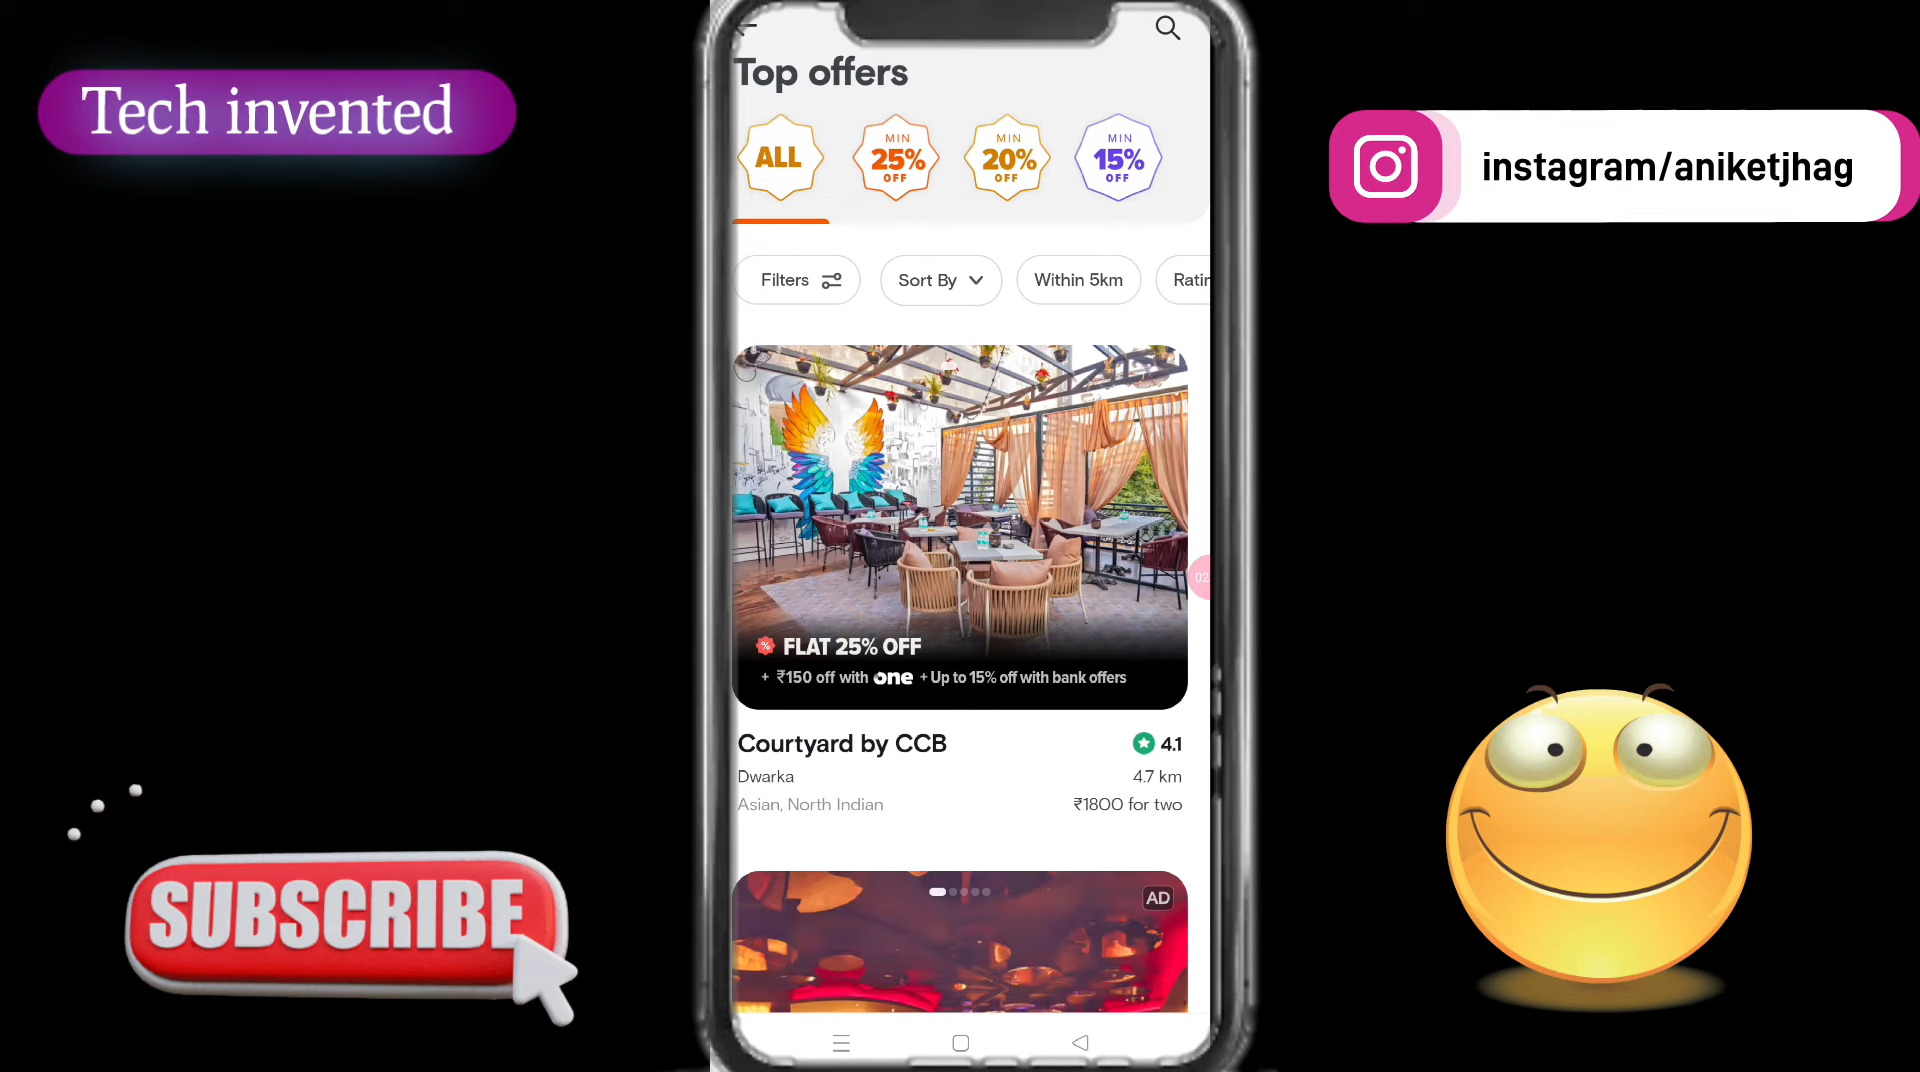 Tech invented
instagram/aniketjhag
Top offers
ALL
MIN
25%
OFF
MIN
20%
OFF
MIN
15%
OFF
Filters
Sort By
Within 5km
Ratin
FLAT 25% OFF
+ ₹150 off with one + Up to 15% off with bank offers
Courtyard by CCB
4.1
Dwarka
4.7 km
Asian, North Indian
₹1800 for two
AD
02
SUBSCRIBE